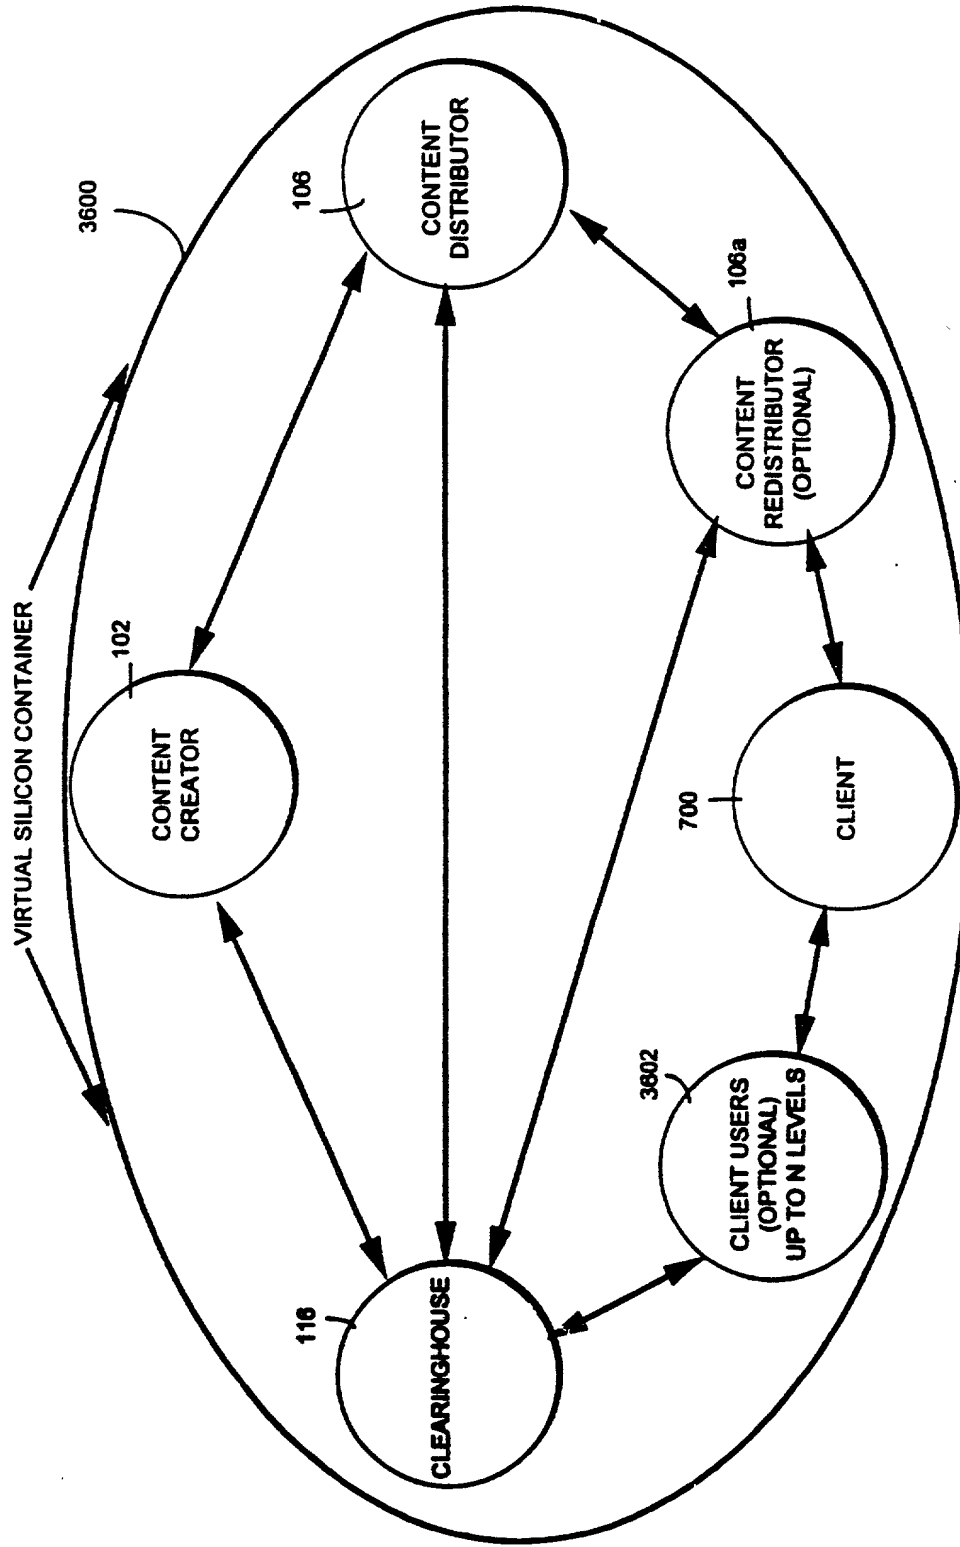 VIRTUAL SILICON CONTAINER
3600
CONTENT
CREATOR
102
116
CLEARINGHOUSE
106
CONTENT
DISTRIBUTOR
3602
CLIENT USERS
(OPTIONAL)
UP TO N LEVELS
700
CLIENT
106a
CONTENT
REDISTRIBUTOR
(OPTIONAL)